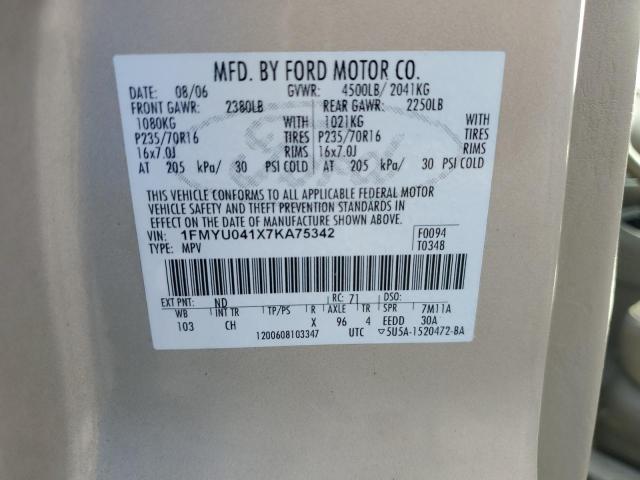 MFD. BY FORD MOTOR CO.
DATE: 08/06 GVWR: 4500LB/ 2041KG
FRONT GAWR: 2380LB REAR GAWR: 2250LB
1080KG WITH 1021KG WITH
P235/70R16 TIRES P235/70R16 TIRES
16x7.0J RIMS 16x7.0J RIMS
AT 205 kPa/ 30 PSI COLD AT 205 kPa/ 30 PSI COLD
THIS VEHICLE CONFORMS TO ALL APPLICABLE FEDERAL MOTOR
VEHICLE SAFETY AND THEFT PREVENTION STANDARDS IN
EFFECT ON THE DATE OF MANUFACTURE SHOWN ABOVE.
VIN: 1FMYU041X7KA75342 F0094
TYPE: MPV T0348
EXT PNT: ND RC: 71 DSO:
WB INT TR TP/PS R AXLE TR 7M11A
103 CH X 96 4 EEDD 30A
1200608103347 UTC ▽5U5A-1520472-BA